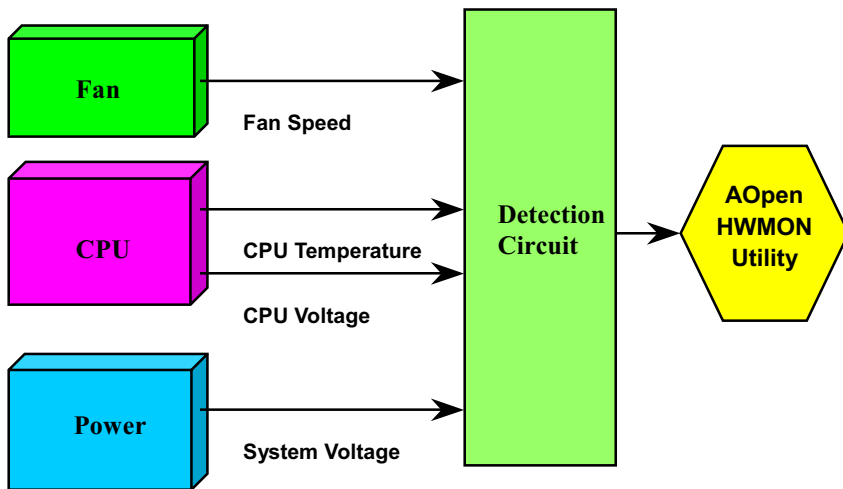 Fan
Fan Speed
CPU
CPU Temperature
CPU Voltage
Power
System Voltage
Detection
Circuit
AOpen
HWMON
Utility